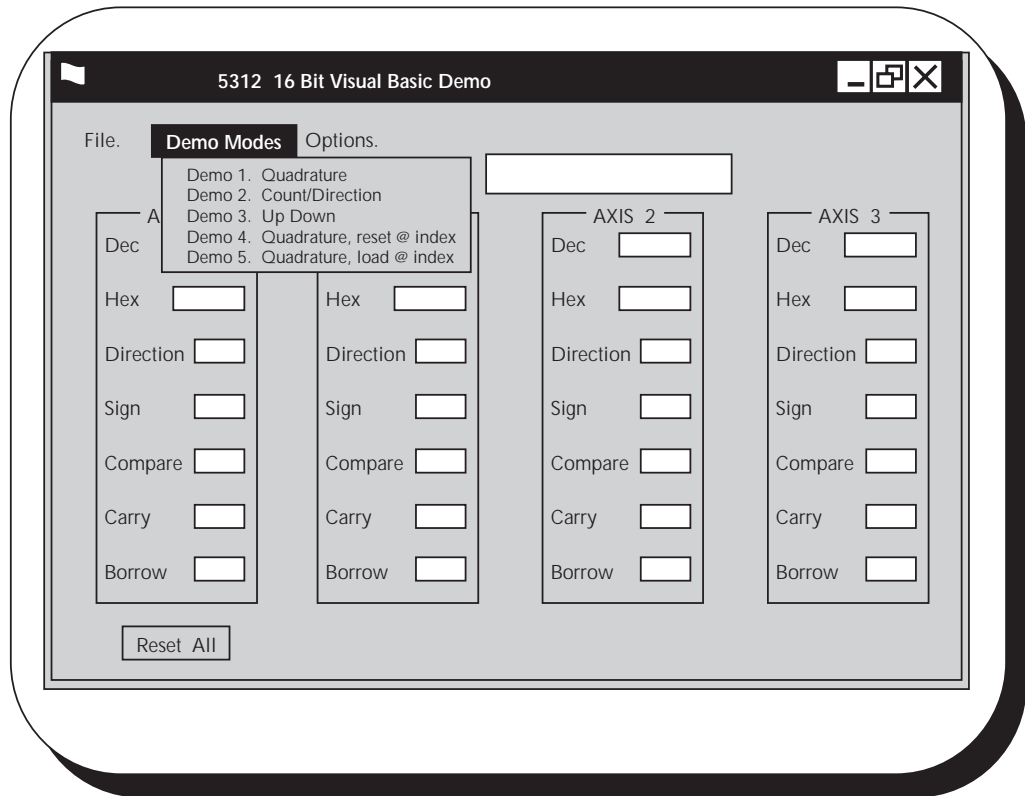 5312 16 Bit Visual Basic Demo
File. Demo Modes Options.
Demo 1. Quadrature
Demo 2. Count/Direction
Demo 3. Up Down
Demo 4. Quadrature, reset @ index
Demo 5. Quadrature, load @ index
A AXIS 2 AXIS 3
Dec Dec Dec
Hex Hex Hex Hex
Direction Direction Direction Direction
Sign Sign Sign Sign
Compare Compare Compare Compare
Carry Carry Carry Carry
Borrow Borrow Borrow Borrow
Reset All